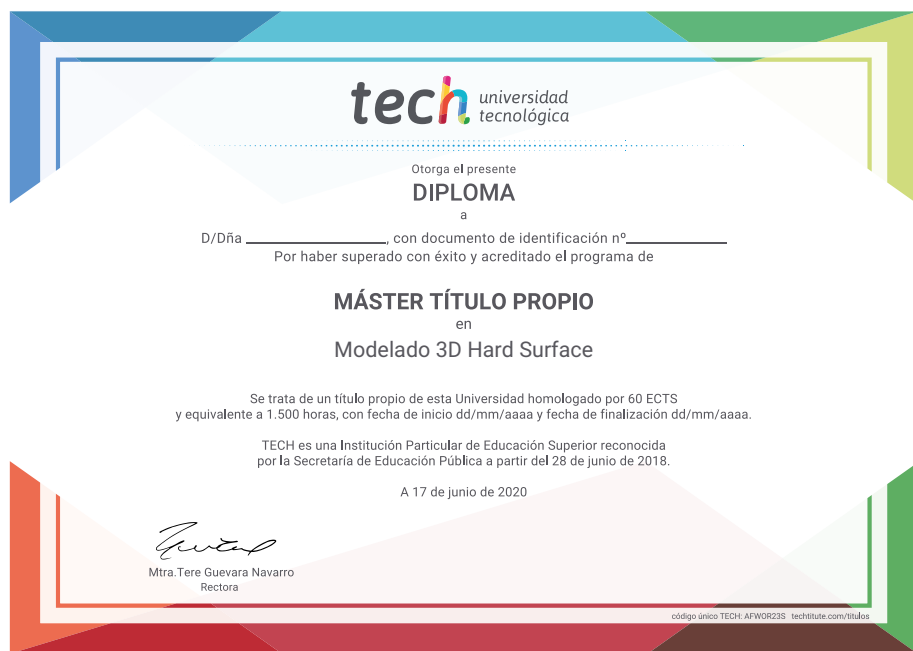 tech universidad
tecnológica
Otorga el presente
DIPLOMA
a
D/Dña ____________________, con documento de identificación nº______________
Por haber superado con éxito y acreditado el programa de
MÁSTER TÍTULO PROPIO
en
Modelado 3D Hard Surface
Se trata de un título propio de esta Universidad homologado por 60 ECTS
y equivalente a 1.500 horas, con fecha de inicio dd/mm/aaaa y fecha de finalización dd/mm/aaaa.
TECH es una Institución Particular de Educación Superior reconocida
por la Secretaría de Educación Pública a partir del 28 de junio de 2018.
A 17 de junio de 2020
Mtra.Tere Guevara Navarro
Rectora
código único TECH: AFWOR23S techtitute.com/titulos